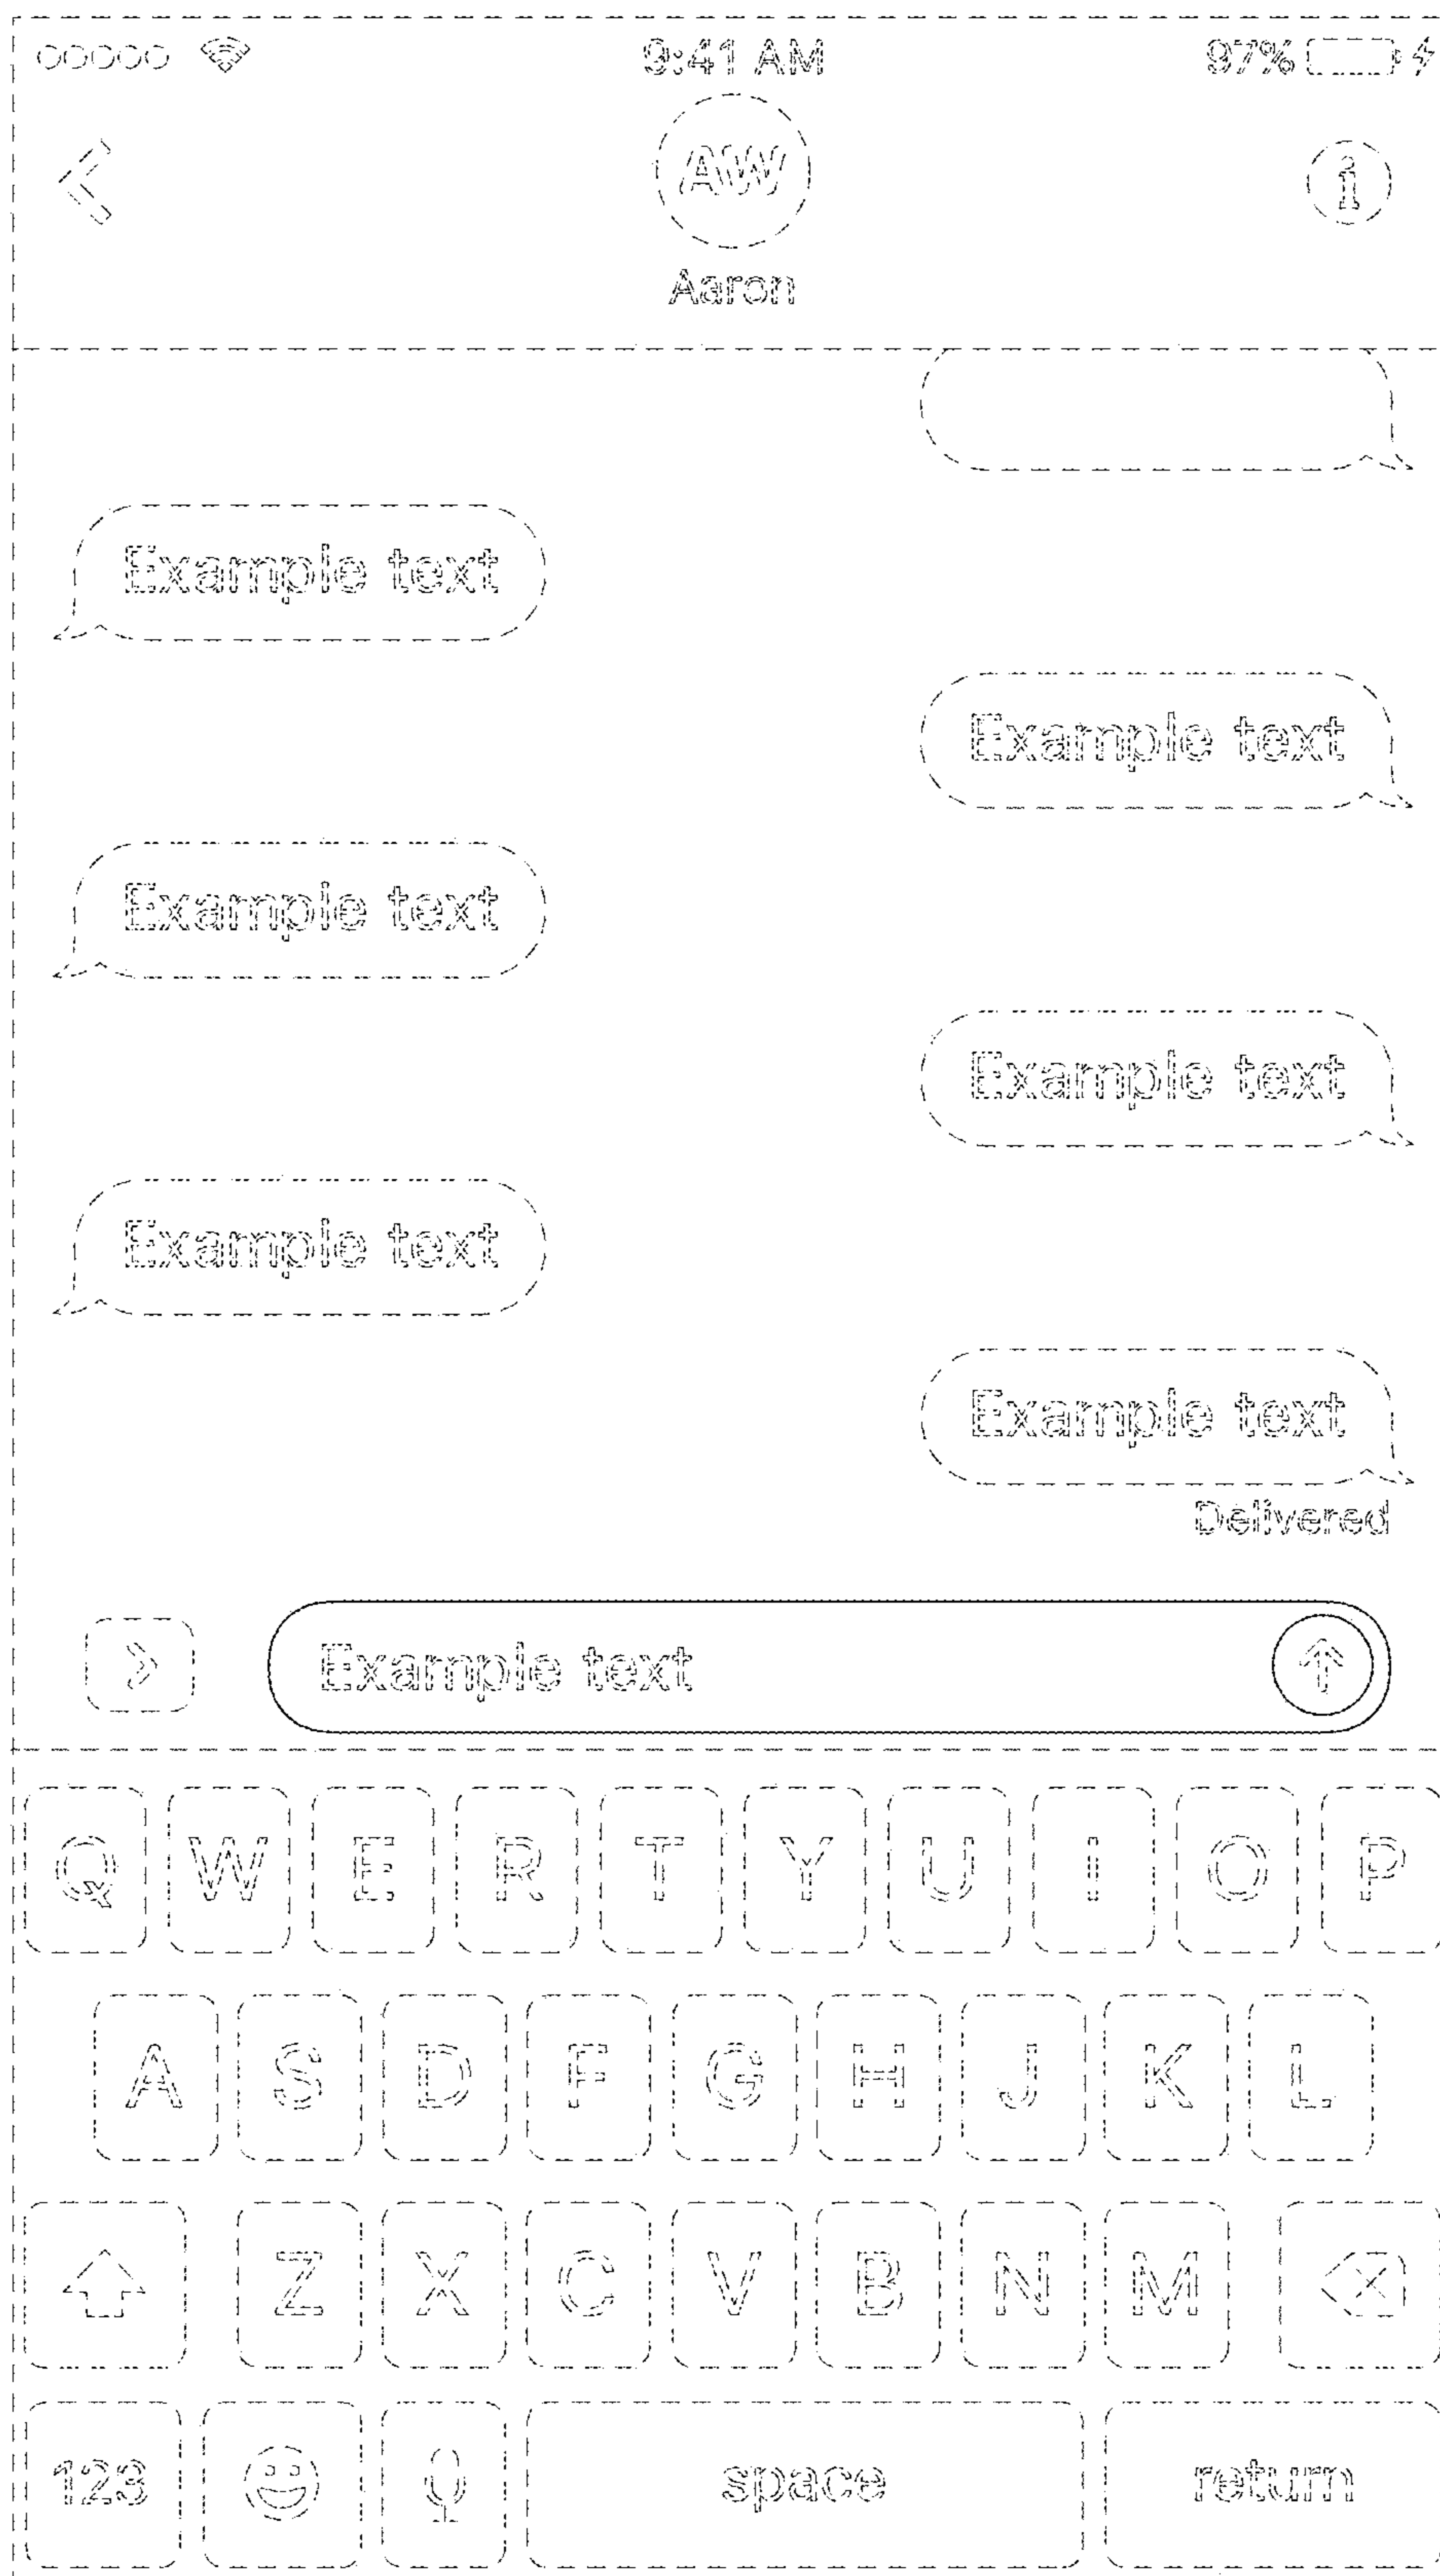 9:41 AM 97%
AW
i
Aaron
Example text
Example text
Example text
Example text
Example text
Example text
Delivered
Example text
Q W E R T Y U I O P
A S D F G H J K L
Z X C V B N M
123 space return